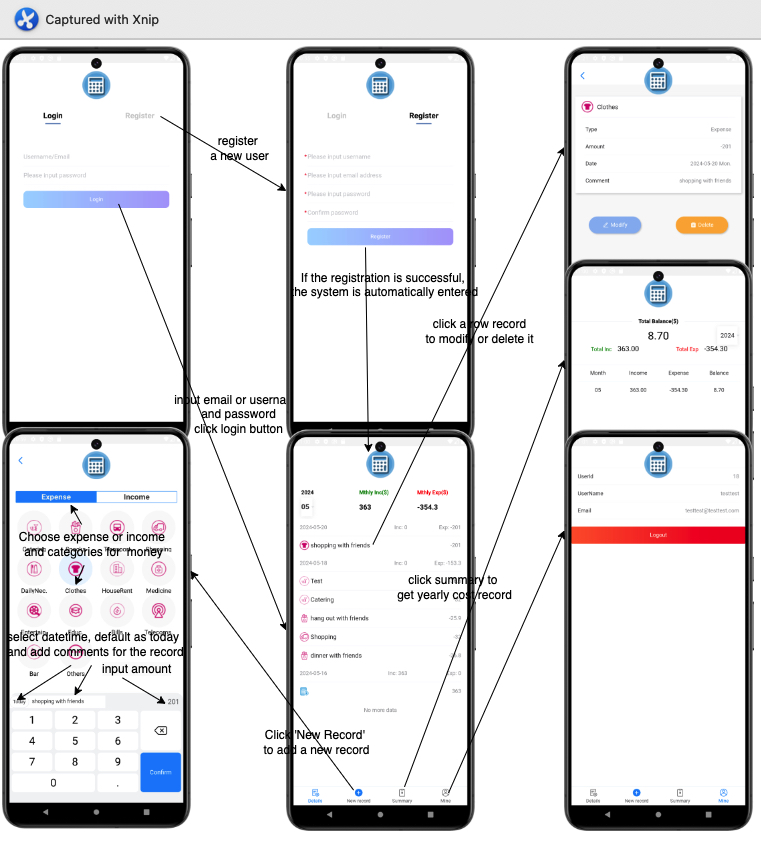 Captured with Xnip
Login
Register
Username/Email
Please input password
Login
register
a new user
Login
Register
*Please input username
*Please input email address
*Please input password
*Confirm password
Register
If the registration is successful,
the system is automatically entered
Clothes
Type Expense
Amount -201
Date 2024-05-20 Mon.
Comment shopping with friends
Modify
Delete
click a row record
to modify or delete it
Total Balance($)
8.70
2024
Total Inc 363.00
Total Exp -354.30
Month Income Expense Balance
05 363.00 -354.30 8.70
input email or userna
and password
click login button
Expense
Income
Choose expense or income
and categories for money
DailyNec.
Clothes
HouseRent
Medicine
select datetime, default as today
and add comments for the record
Bar
Others
input amount
Today
shopping with friends
201
1 2 3
4 5 6
7 8 9
0 .
Confirm
2024
Mthly Inc($)
Mthly Exp($)
05
363
-354.3
2024-05-20 Inc: 0 Exp: -201
shopping with friends -201
2024-05-18 Inc: 0 Exp: -153.3
Test
Catering
hang out with friends -25.8
Shopping
dinner with friends
2024-05-16 Inc: 363 Exp: 0
363
No more data
click summary to
get yearly cost record
Click 'New Record'
to add a new record
Details
New record
Summary
Mine
UserId 10
UserName testtest
Email testtest@testtest.com
Logout
Details
New record
Summary
Mine